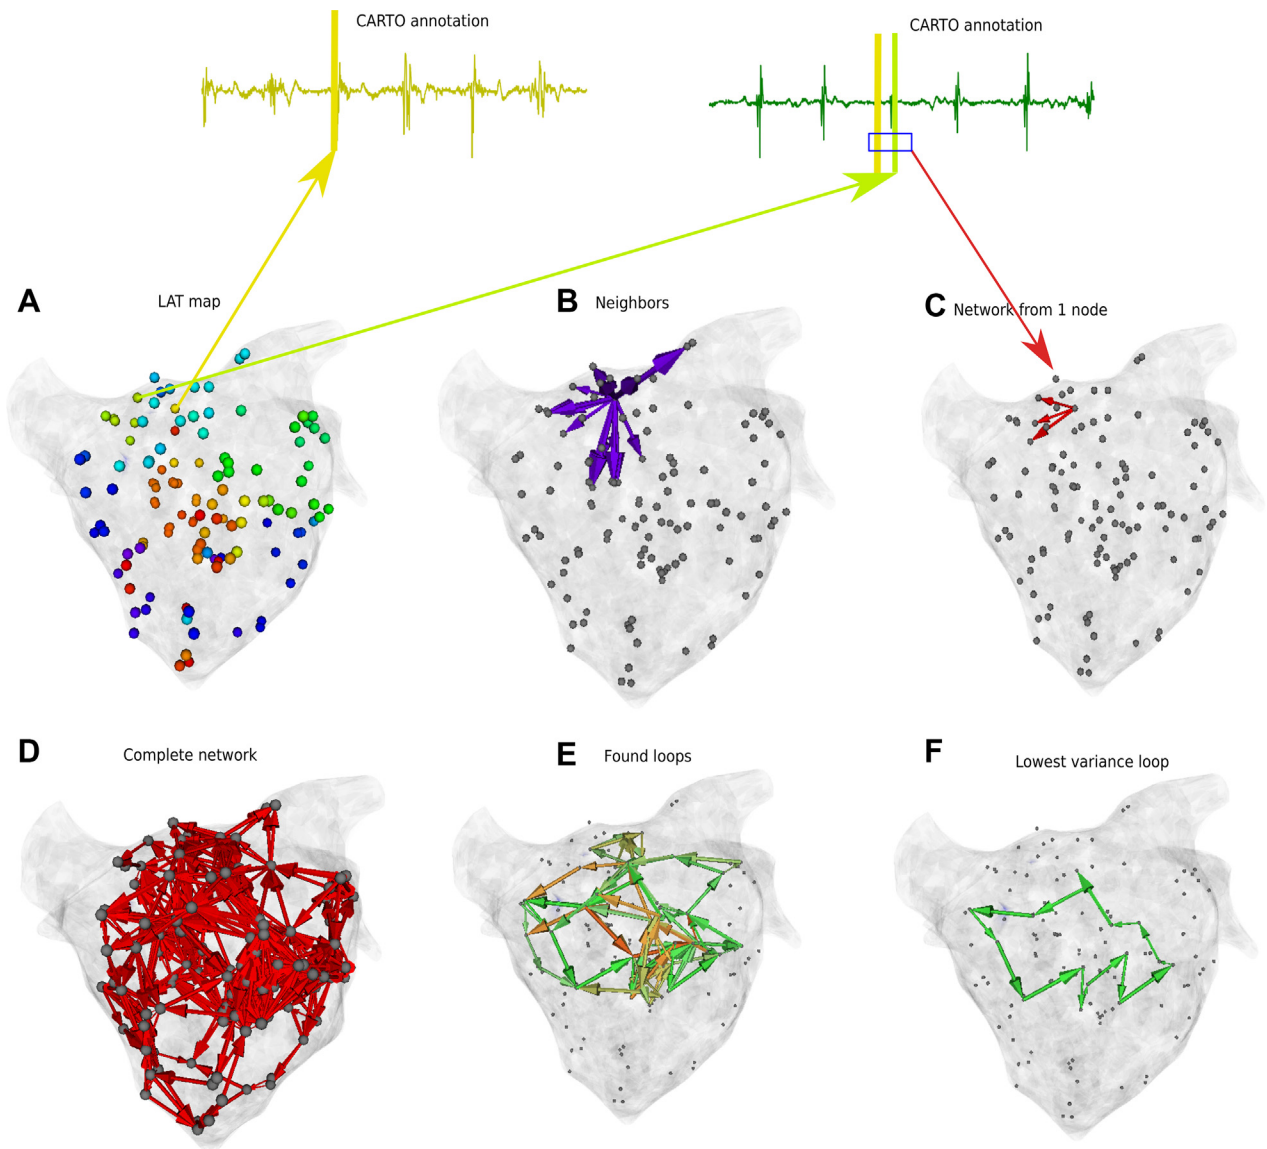 CARTO annotation
CARTO annotation
A
LAT map
B
Neighbors
C
Network from 1 node
D
Complete network
E
Found loops
F
Lowest variance loop